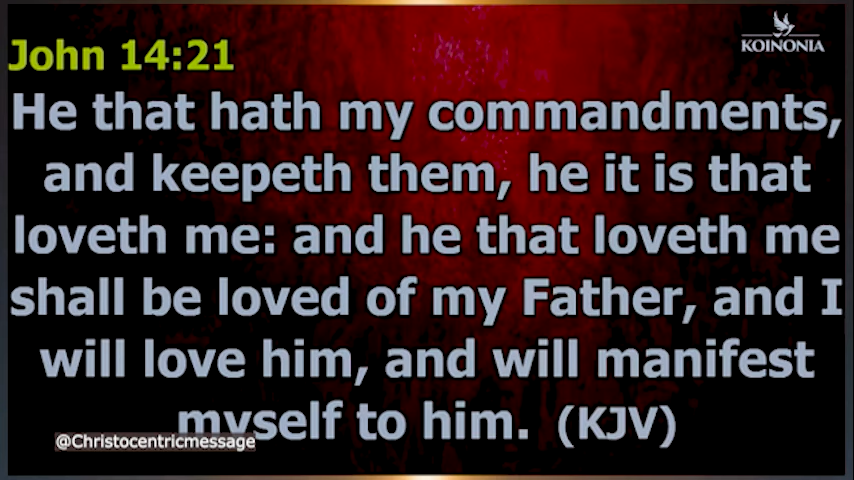 KOINONIA
John 14:21
He that hath my commandments,
and keepeth them, he it is that
loveth me: and he that loveth me
shall be loved of my Father, and I
will love him, and will manifest
myself to him. (KJV)
@Christocentricmessage